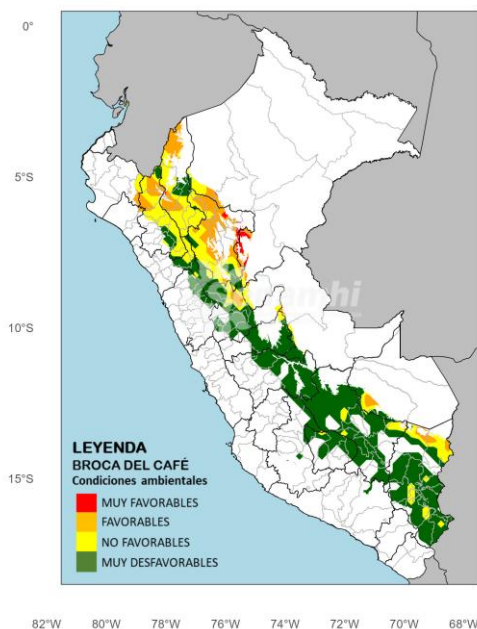 0°
5°S
10°S
15°S
Senamhi
LEYENDA
BROCA DEL CAFÉ
Condiciones ambientales
MUY FAVORABLES
FAVORABLES
NO FAVORABLES
MUY DESFAVORABLES
82°W 80°W 78°W 76°W 74°W 72°W 70°W 68°W